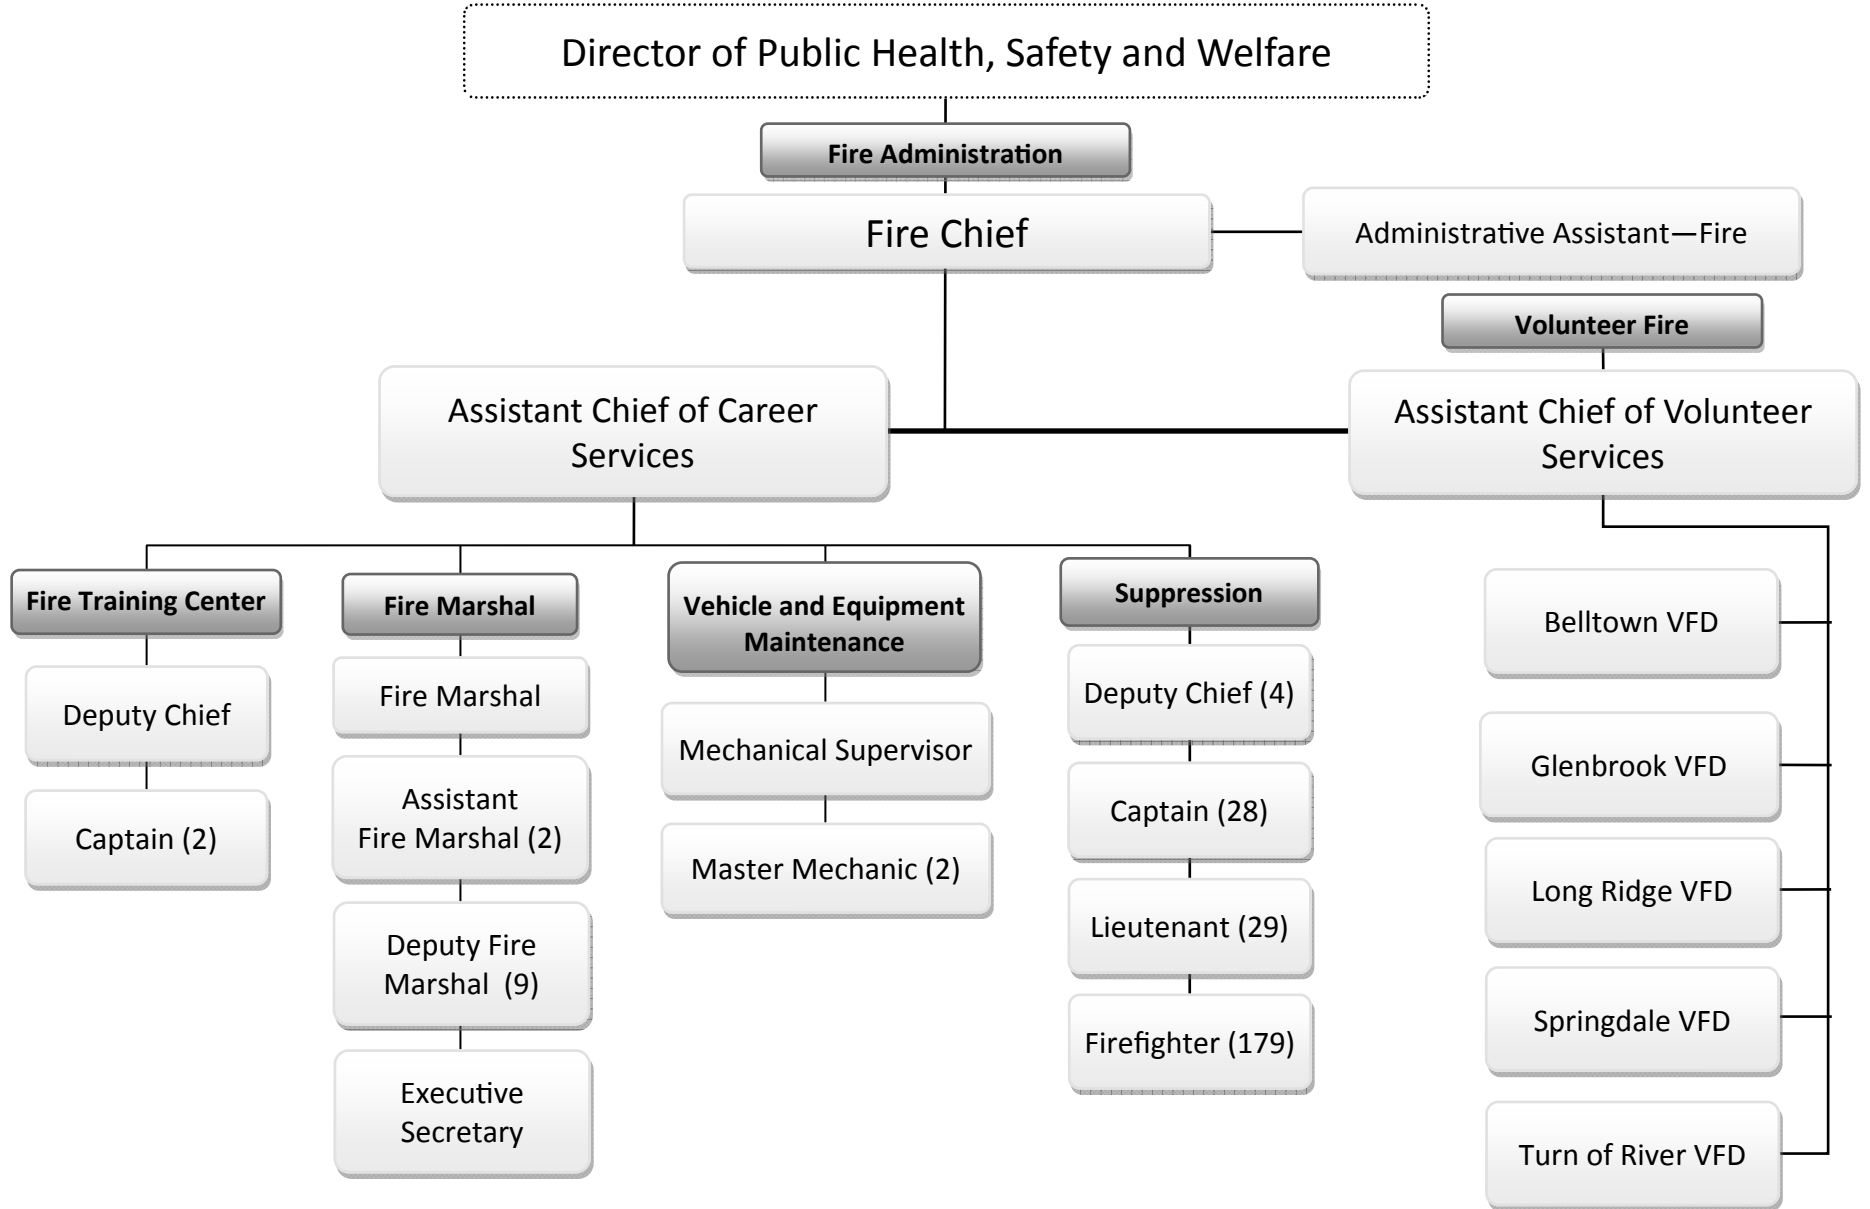 Director of Public Health, Safety and Welfare
Fire Administration
Fire Chief
Administrative Assistant—Fire
Volunteer Fire
Assistant Chief of Career
Services
Assistant Chief of Volunteer
Services
Fire Training Center
Deputy Chief
Captain (2)
Fire Marshal
Fire Marshal
Assistant
Fire Marshal (2)
Deputy Fire
Marshal  (9)
Executive
Secretary
Vehicle and Equipment
Maintenance
Mechanical Supervisor
Master Mechanic (2)
Suppression
Deputy Chief (4)
Captain (28)
Lieutenant (29)
Firefighter (179)
Belltown VFD
Glenbrook VFD
Long Ridge VFD
Springdale VFD
Turn of River VFD